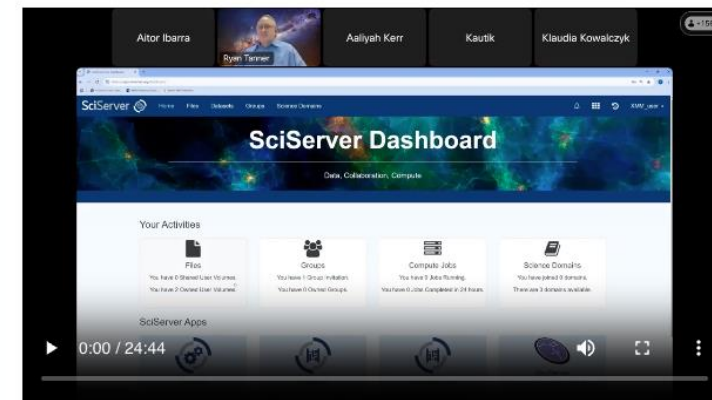 Aitor Ibarra
Ryan Tanner
Aaliyah Kerr
Kautik
Klaudia Kowalczyk
SciServer
Home Files Datasets Groups Science Domains
XMM_user
SciServer Dashboard
Data, Collaboration, Compute
Your Activities
Files
You have 0 Shared User Volumes.
You have 2 Owned User Volumes.
Groups
You have 1 Group Invitation.
You have 0 Owned Groups.
Compute Jobs
You have 0 Jobs Running.
You have 0 Jobs Completed in 24 hours.
Science Domains
You have joined 0 domains.
There are 3 domains available.
SciServer Apps
0:00 / 24:44